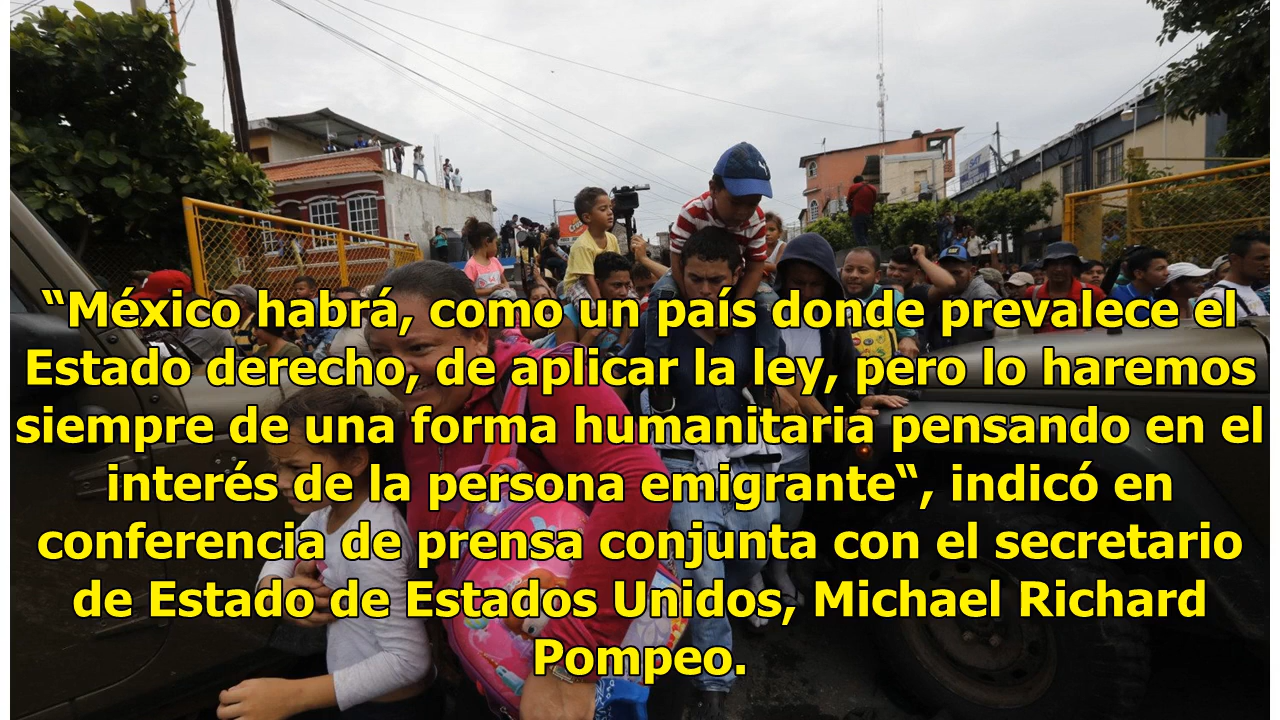 “México habrá, como un país donde prevalece el
Estado derecho, de aplicar la ley, pero lo haremos
siempre de una forma humanitaria pensando en el
interés de la persona emigrante“, indicó en
conferencia de prensa conjunta con el secretario
de Estado de Estados Unidos, Michael Richard
Pompeo.